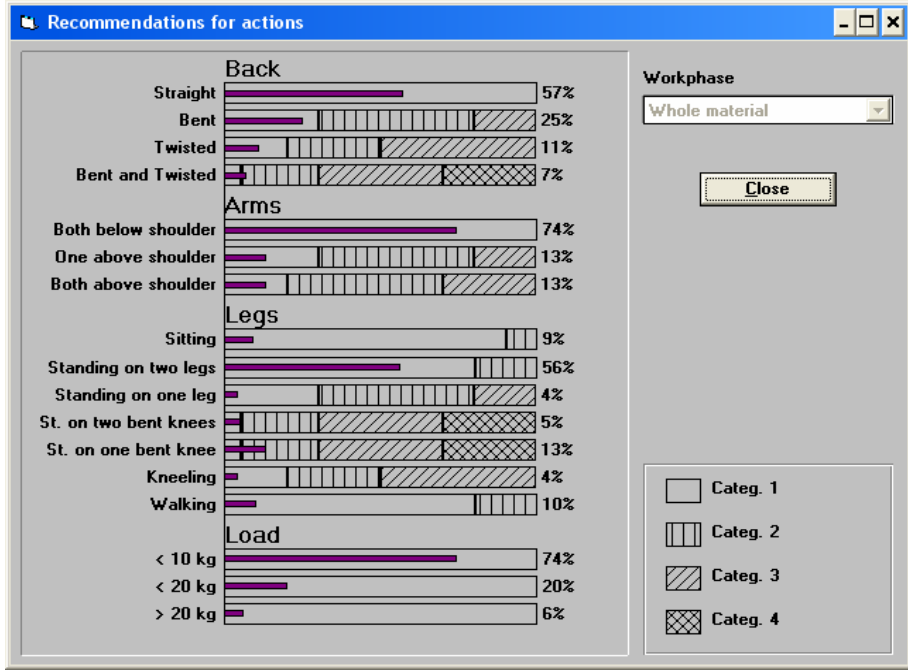 Recommendations for actions
Back
Straight 57%
Bent 25%
Twisted 11%
Bent and Twisted 7%
Arms
Both below shoulder 74%
One above shoulder 13%
Both above shoulder 13%
Legs
Sitting 9%
Standing on two legs 56%
Standing on one leg 4%
St. on two bent knees 5%
St. on one bent knee 13%
Kneeling 4%
Walking 10%
Load
< 10 kg 74%
< 20 kg 20%
> 20 kg 6%
Workphase
Whole material
Close
Categ. 1
Categ. 2
Categ. 3
Categ. 4